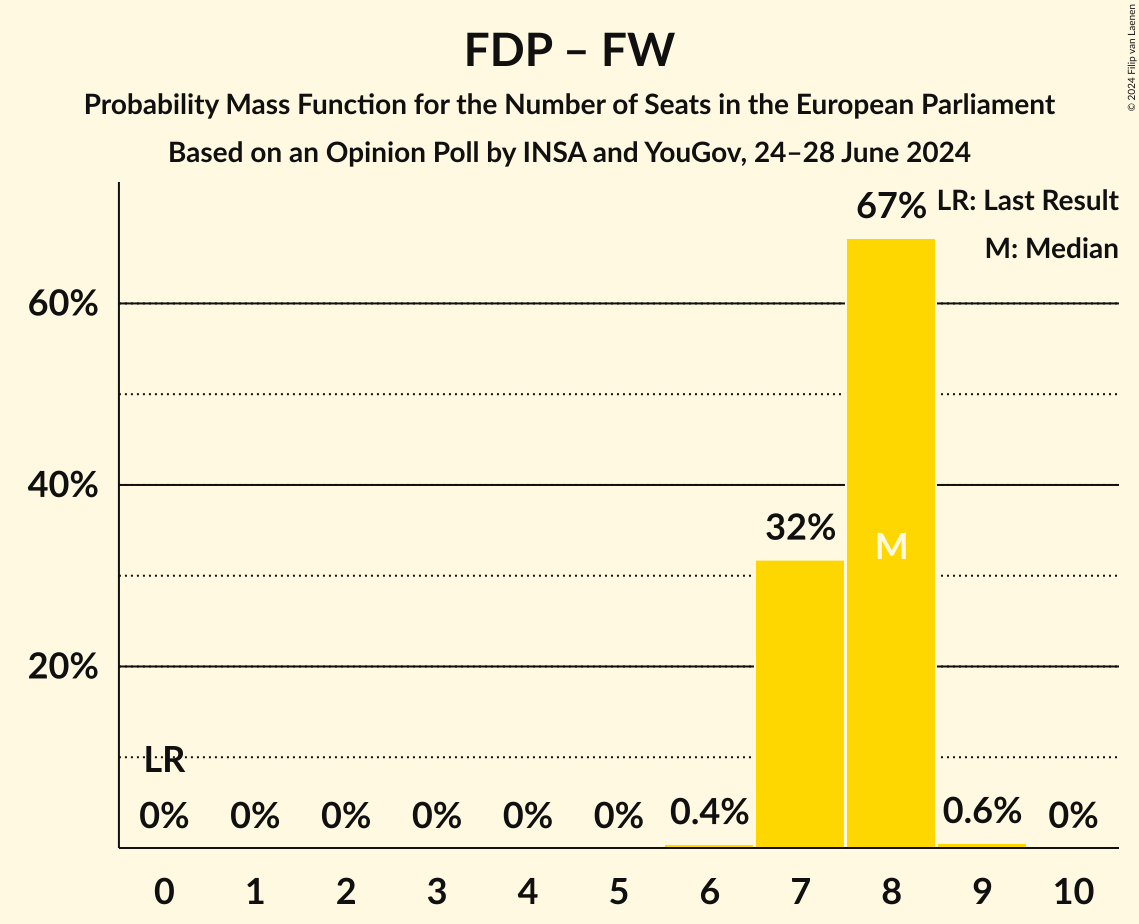 FDP – FW
Probability Mass Function for the Number of Seats in the European Parliament
Based on an Opinion Poll by INSA and YouGov, 24–28 June 2024
© 2024 Filip van Laenen
LR: Last Result
M: Median
60%
40%
20%
LR
0% 0% 0% 0% 0% 0% 0.4% 32% 67% 0.6% 0%
M
0 1 2 3 4 5 6 7 8 9 10